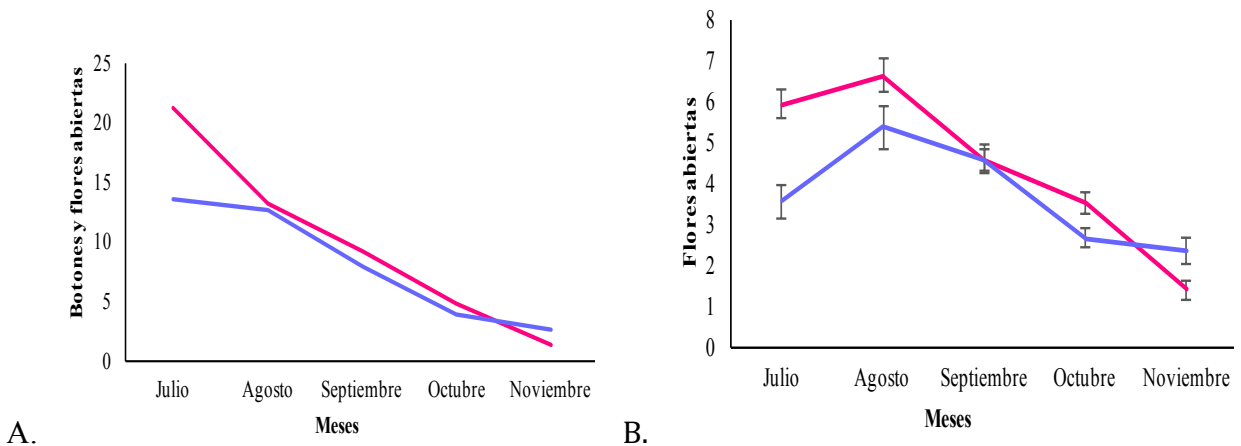 Botones y flores abiertas
25
20
15
10
5
0
Julio Agosto Septiembre Octubre Noviembre
Meses
A.
Flores abiertas
8
7
6
5
4
3
2
1
0
Julio Agosto Septiembre Octubre Noviembre
Meses
B.